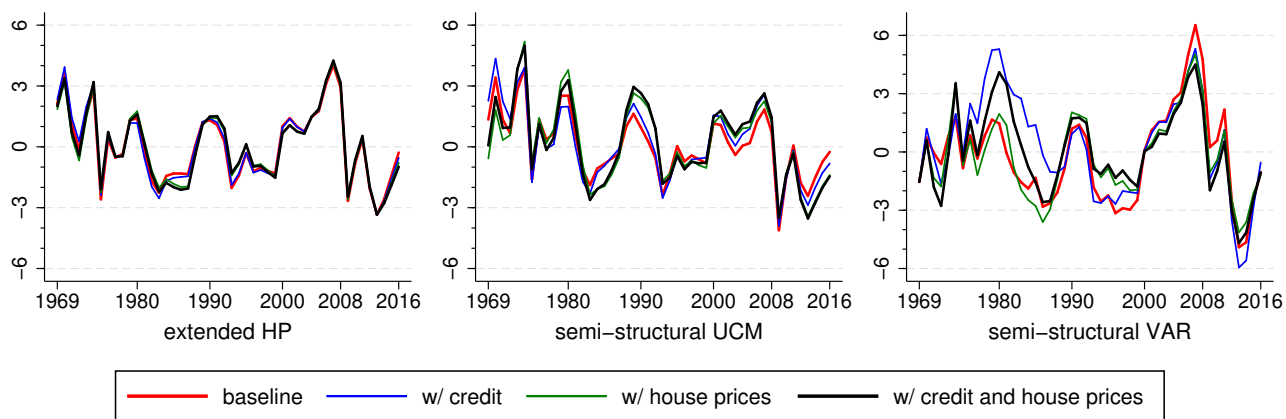 6
3
0
−3
−6
1969 1980 1990 2000 2008 2016
extended HP
6
3
0
−3
−6
1969 1980 1990 2000 2008 2016
semi−structural UCM
6
3
0
−3
−6
1969 1980 1990 2000 2008 2016
semi−structural VAR
baseline w/ credit w/ house prices w/ credit and house prices